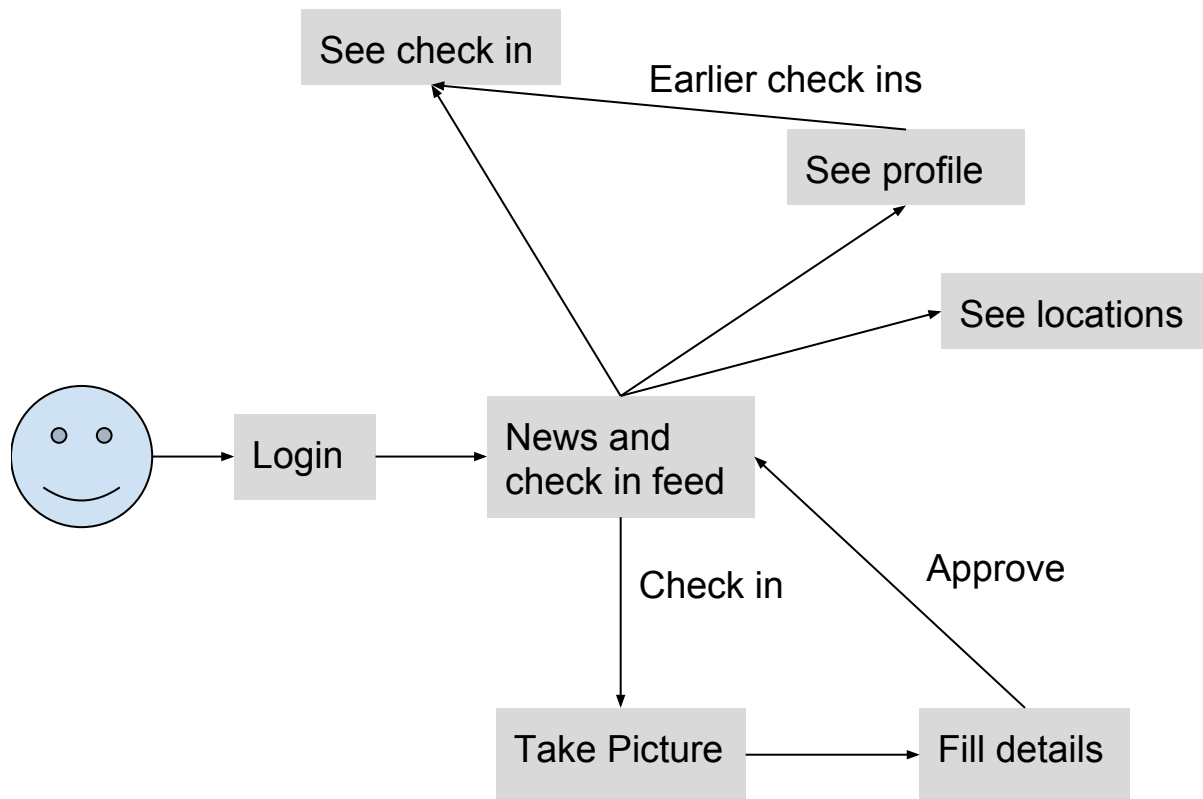 See check in
Earlier check ins
See profile
See locations
Login
News and
check in feed
Check in
Approve
Take Picture
Fill details